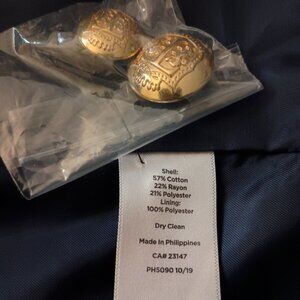 Shell:
57% Cotton
22% Rayon
21% Polyester
Lining:
100% Polyester
Dry Clean
Made In Philippines
CA# 23147
PH5090 10/19